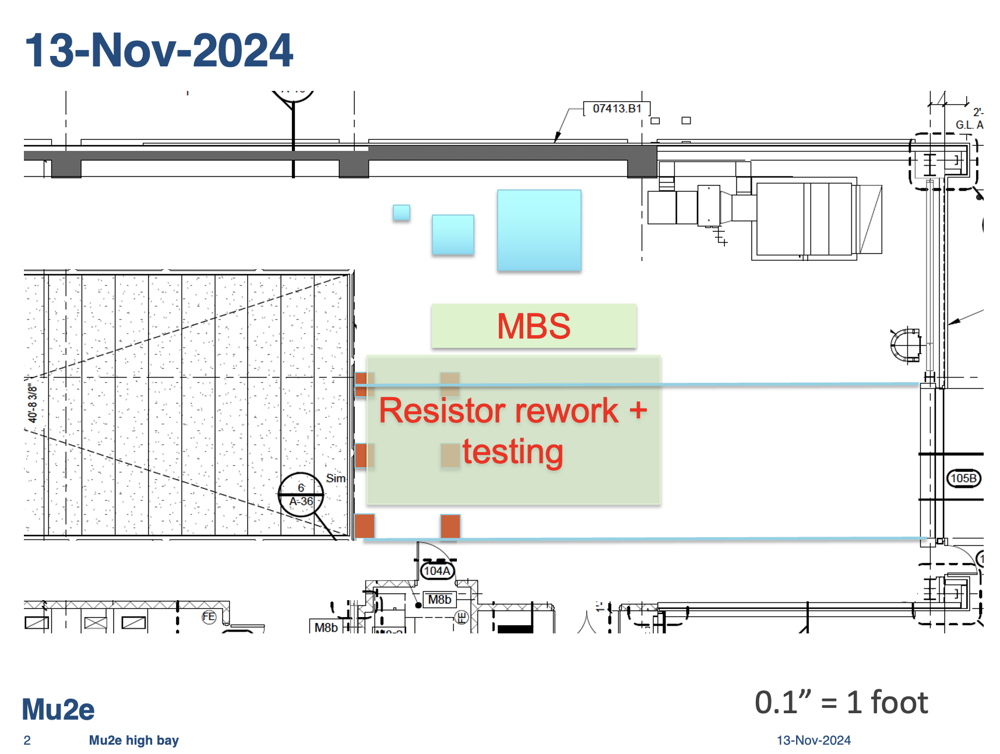 13-Nov-2024
07413.B1
2'-
G.L. A
MBS
Resistor rework +
testing
40'-8 3/8"
Sim
6
A-36
105B
104A
M8b
FE
FE
M8b
1'-
0.1” = 1 foot
Mu2e
2
Mu2e high bay
13-Nov-2024